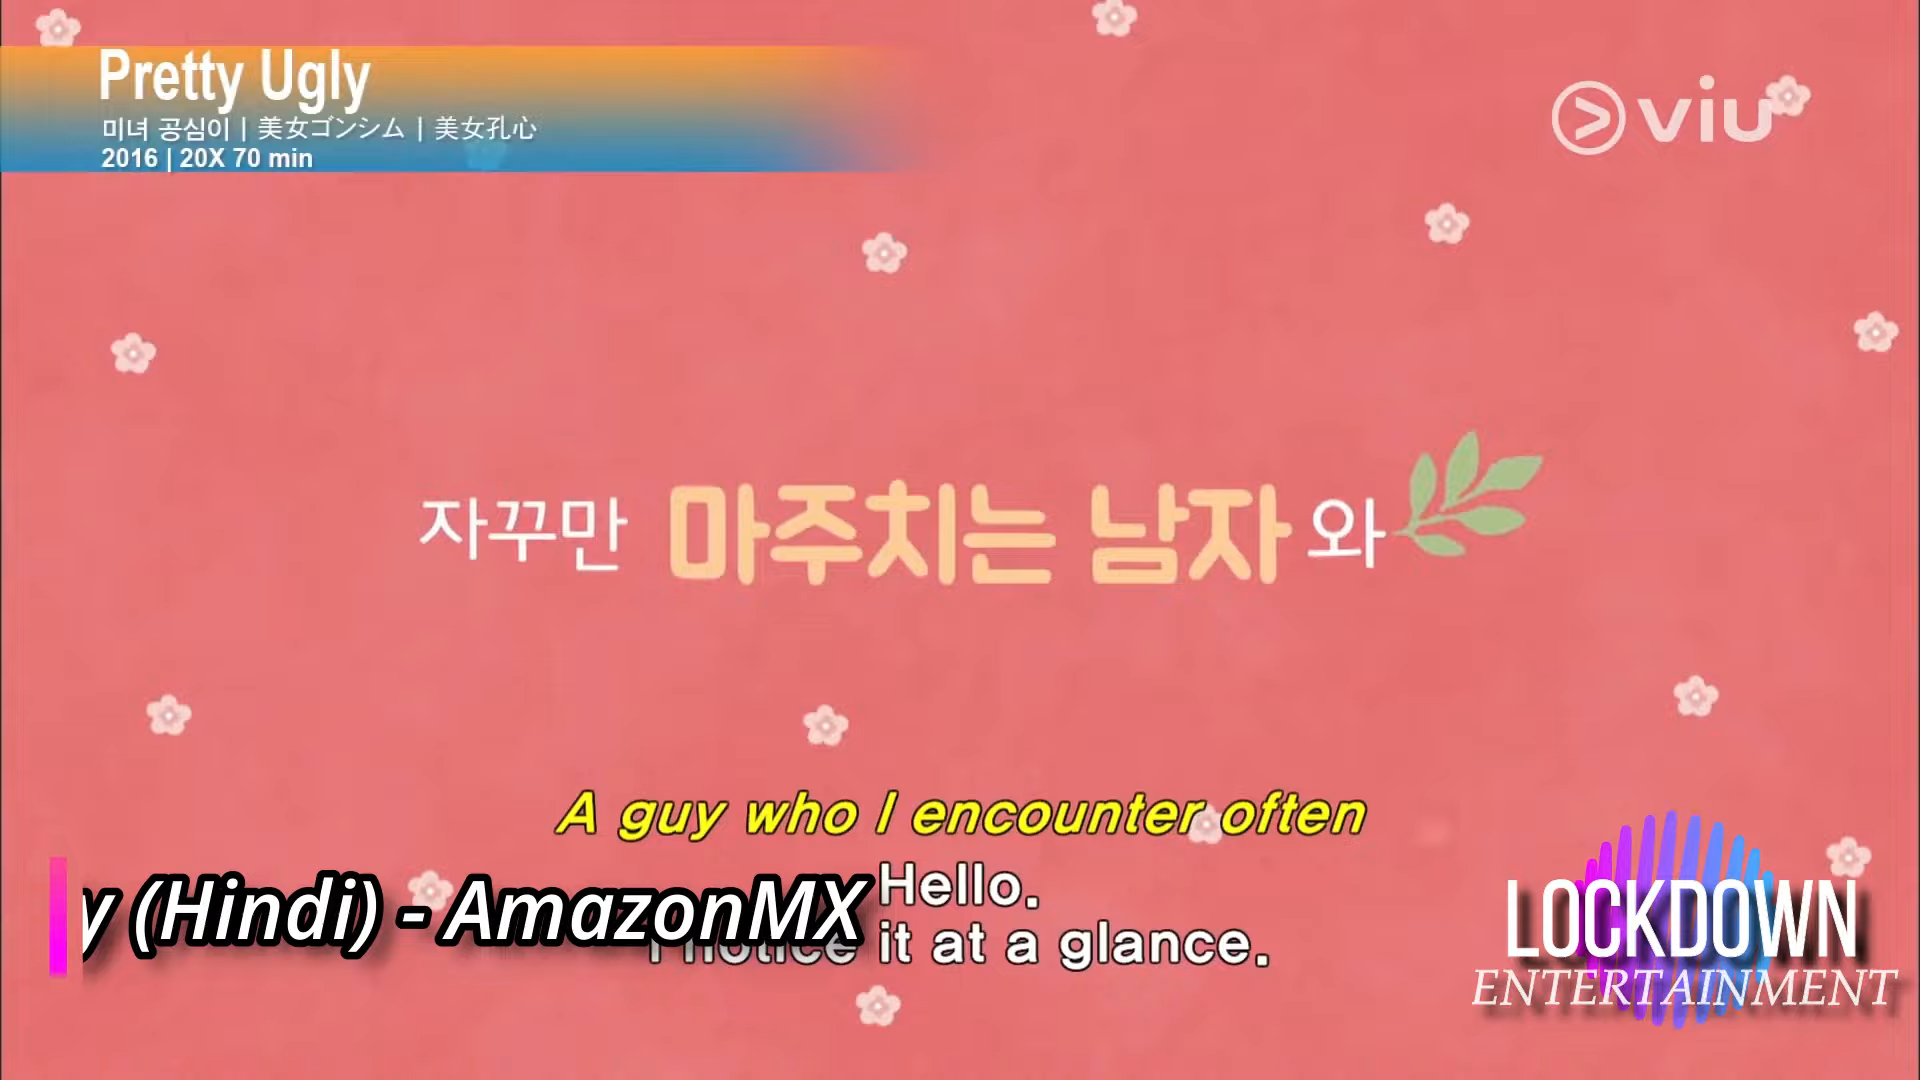 Pretty Ugly
미녀 공심이 | 美女ゴンシム | 美女孔心
2016 | 20X 70 min
viu
자꾸만 마주치는 남자와
A guy who I encounter often
Hello.
y (Hindi) - AmazonMX
I notice it at a glance.
LOCKDOWN
ENTERTAINMENT